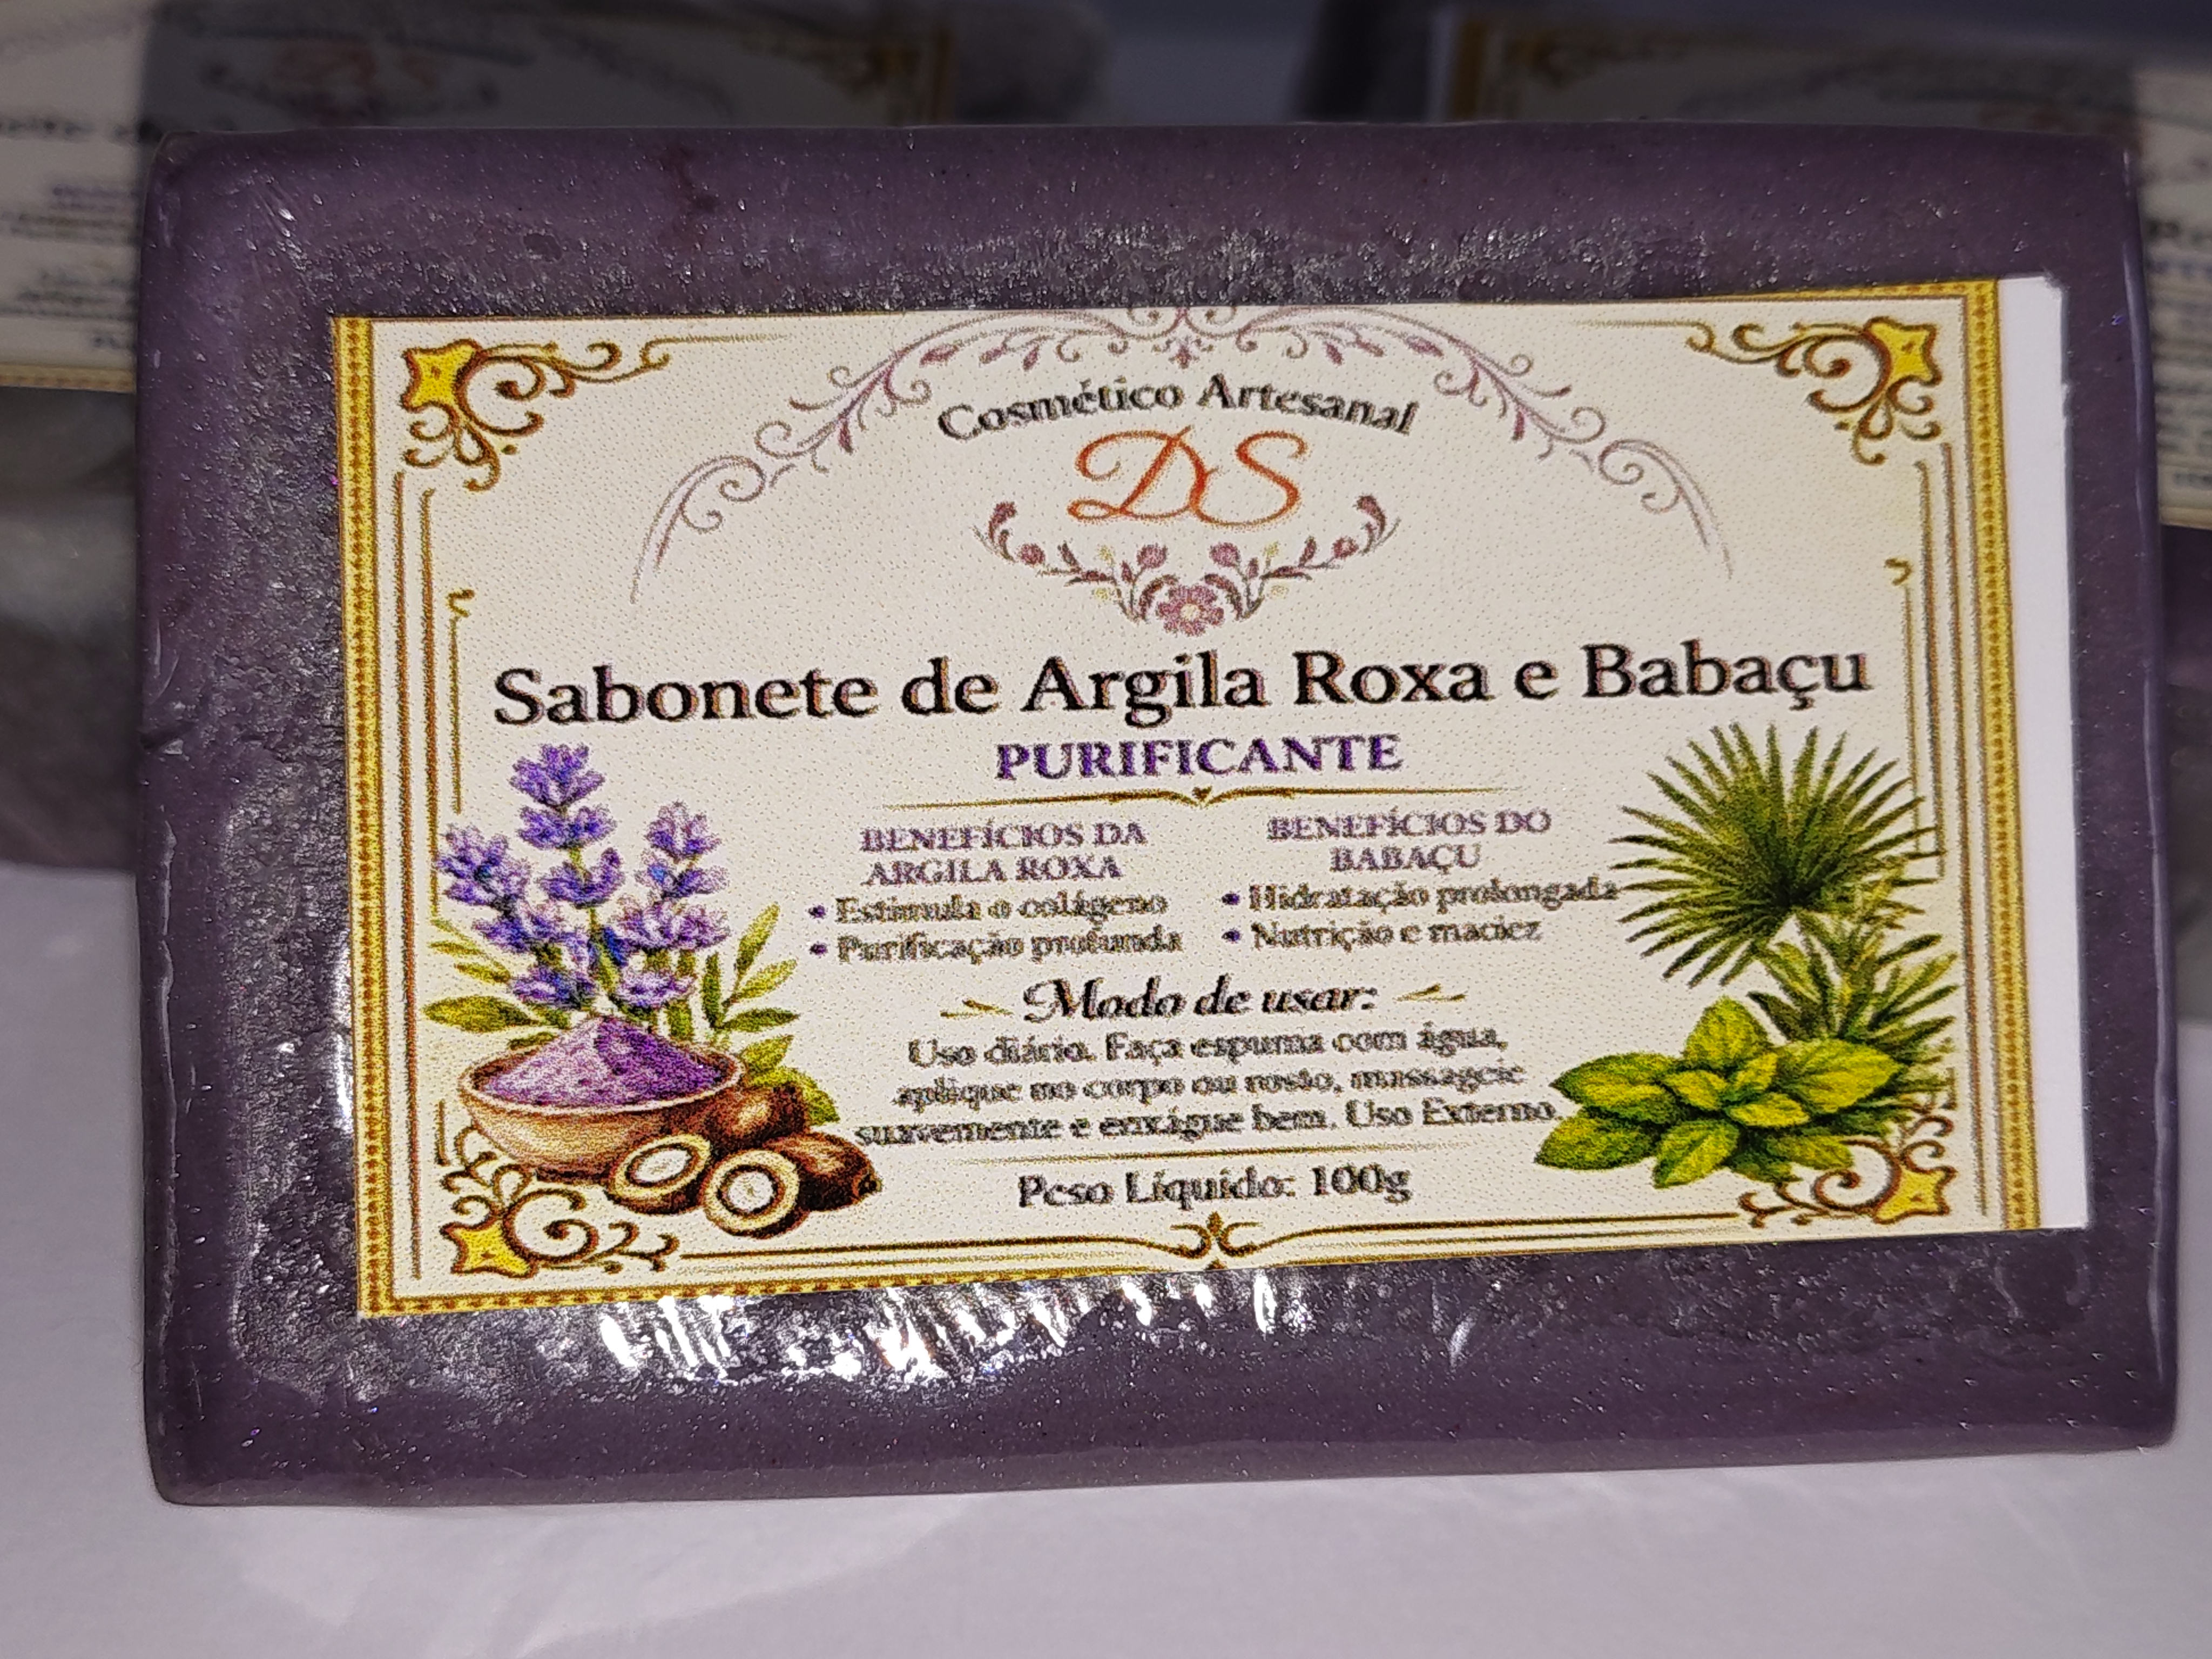 Cosmético Artesanal
DS
Sabonete de Argila Roxa e Babaçu
PURIFICANTE
BENEFÍCIOS DA
ARGILA ROXA
• Estimula o colágeno
• Purificação profunda
BENEFÍCIOS DO
BABAÇU
• Hidratação prolongada
• Nutrição e maciez
Modo de usar:
Uso diário. Faça espuma com água,
aplique no corpo ou rosto, massageie
suavemente e enxágue bem. Uso Externo.
Peso Líquido: 100g